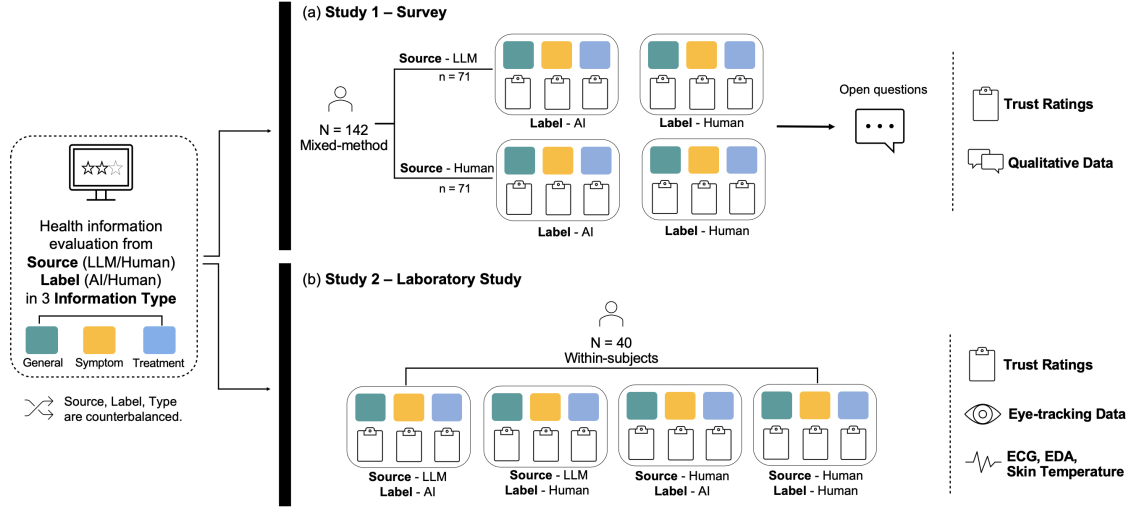 Health information
evaluation from
Source (LLM/Human)
Label (AI/Human)
in 3 Information Type
General
Symptom
Treatment
Source, Label, Type
are counterbalanced.
(a) Study 1 – Survey
N = 142
Mixed-method
Source - LLM
n = 71
Source - Human
n = 71
Label - AI
Label - Human
Label - AI
Label - Human
Open questions
Trust Ratings
Qualitative Data
(b) Study 2 – Laboratory Study
N = 40
Within-subjects
Source - LLM
Label - AI
Source - LLM
Label - Human
Source - Human
Label - AI
Source - Human
Label - Human
Trust Ratings
Eye-tracking Data
ECG, EDA,
Skin Temperature